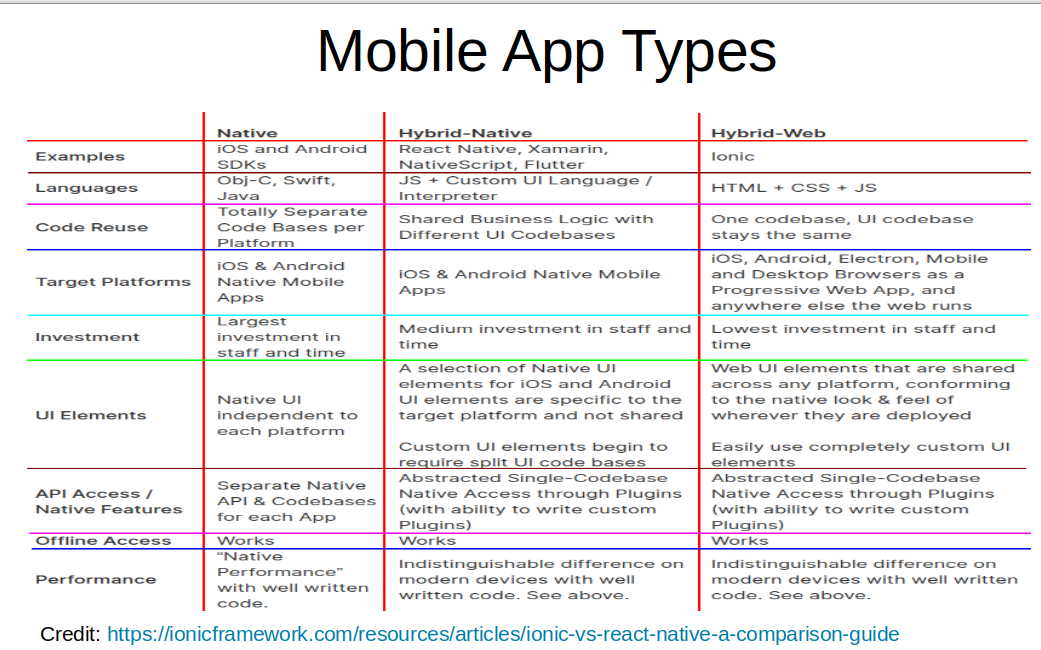 Mobile App Types
Native Hybrid-Native Hybrid-Web
Examples
iOS and Android
SDKs
React Native, Xamarin,
NativeScript, Flutter
Ionic
Languages
Obj-C, Swift,
Java
JS + Custom UI Language /
Interpreter
HTML + CSS + JS
Code Reuse
Totally Separate
Code Bases per
Platform
Shared Business Logic with
Different UI Codebases
One codebase, UI codebase
stays the same
Target Platforms
iOS & Android
Native Mobile
Apps
iOS & Android Native Mobile
Apps
iOS, Android, Electron, Mobile
and Desktop Browsers as a
Progressive Web App, and
anywhere else the web runs
Investment
Largest
investment in
staff and time
Medium investment in staff and
time
Lowest investment in staff and
time
UI Elements
Native UI
independent to
each platform
A selection of Native UI
elements for iOS and Android
UI elements are specific to the
target platform and not shared
Custom UI elements begin to
require split UI code bases
Web UI elements that are shared
across any platform, conforming
to the native look & feel of
wherever they are deployed
Easily use completely custom UI
elements
API Access /
Native Features
Separate Native
API & Codebases
for each App
Abstracted Single-Codebase
Native Access through Plugins
(with ability to write custom
Plugins)
Abstracted Single-Codebase
Native Access through Plugins
(with ability to write custom
Plugins)
Offline Access
Works
Works
Works
Performance
"Native
Performance"
with well written
code.
Indistinguishable difference on
modern devices with well
written code. See above.
Indistinguishable difference on
modern devices with well written
code. See above.
Credit: https://ionicframework.com/resources/articles/ionic-vs-react-native-a-comparison-guide